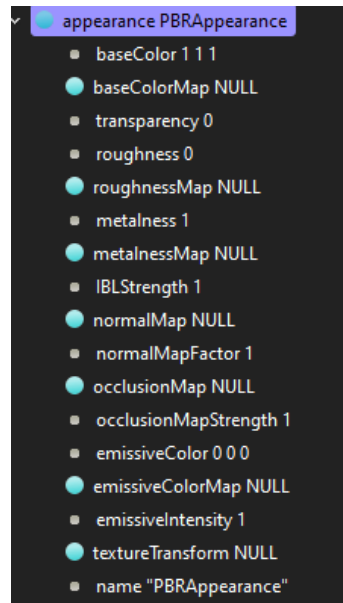 appearance PBRAppearance
baseColor 1 1 1
baseColorMap NULL
transparency 0
roughness 0
roughnessMap NULL
metalness 1
metalnessMap NULL
IBLStrength 1
normalMap NULL
normalMapFactor 1
occlusionMap NULL
occlusionMapStrength 1
emissiveColor 0 0 0
emissiveColorMap NULL
emissiveIntensity 1
textureTransform NULL
name "PBRAppearance"